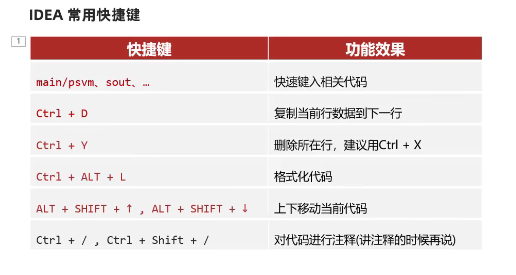 IDEA 常用快捷键
1
快捷键 功能效果
main/psvm、sout、… 快速键入相关代码
Ctrl + D 复制当前行数据到下一行
Ctrl + Y 删除所在行，建议用Ctrl + X
Ctrl + ALT + L 格式化代码
ALT + SHIFT + ↑ , ALT + SHIFT + ↓ 上下移动当前代码
Ctrl + / , Ctrl + Shift + / 对代码进行注释(讲注释的时候再说)